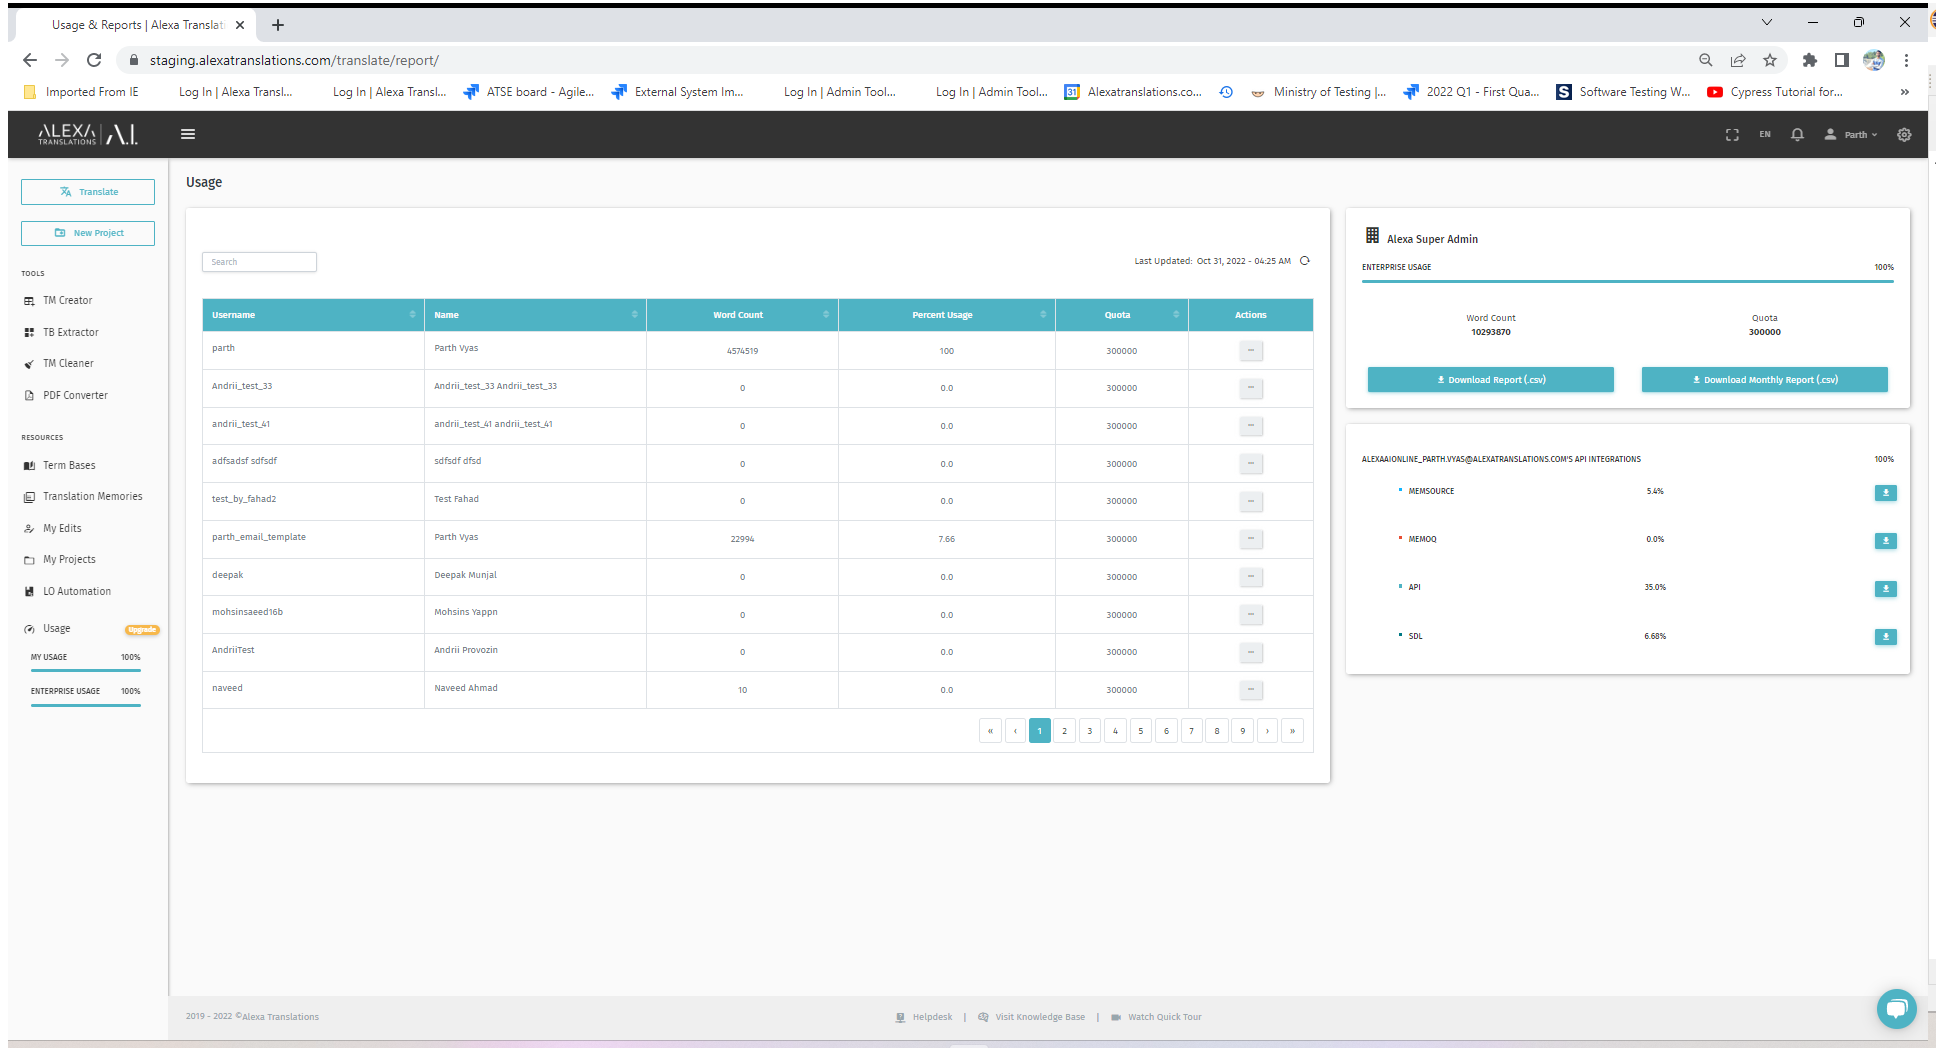 Usage & Reports | Alexa Translati
staging.alexatranslations.com/translate/report/
Imported From IE
Log In | Alexa Transl...
Log In | Alexa Transl...
ATSE board - Agile...
External System Im...
Log In | Admin Tool...
Log In | Admin Tool...
31
Alexatranslations.co...
Ministry of Testing |...
2022 Q1 - First Qua...
S
Software Testing W...
Cypress Tutorial for...
»
ALEXA TRANSLATIONS | A.I.
EN
Parth
Translate
New Project
TOOLS
TM Creator
TB Extractor
TM Cleaner
PDF Converter
RESOURCES
Term Bases
Translation Memories
My Edits
My Projects
LO Automation
Usage Upgrade
MY USAGE 100%
ENTERPRISE USAGE 100%
Usage
Search
Last Updated: Oct 31, 2022 - 04:25 AM
Username Name Word Count Percent Usage Quota Actions
parth Parth Vyas 4574519 100 300000 ...
Andrii_test_33 Andrii_test_33 Andrii_test_33 0 0.0 300000 ...
andrii_test_41 andrii_test_41 andrii_test_41 0 0.0 300000 ...
adfsadsf sdfsdf sdfsdf dfsd 0 0.0 300000 ...
test_by_fahad2 Test Fahad 0 0.0 300000 ...
parth_email_template Parth Vyas 22994 7.66 300000 ...
deepak Deepak Munjal 0 0.0 300000 ...
mohsinsaeed16b Mohsins Yappn 0 0.0 300000 ...
AndriiTest Andrii Provozin 0 0.0 300000 ...
naveed Naveed Ahmad 10 0.0 300000 ...
« ‹ 1 2 3 4 5 6 7 8 9 › »
Alexa Super Admin
ENTERPRISE USAGE 100%
Word Count Quota
10293870 300000
Download Report (.csv) Download Monthly Report (.csv)
ALEXAAIONLINE_PARTH.VYAS@ALEXATRANSLATIONS.COM'S API INTEGRATIONS 100%
MEMSOURCE 5.4%
MEMOQ 0.0%
API 35.0%
SDL 6.68%
2019 - 2022 ©Alexa Translations
Helpdesk | Visit Knowledge Base | Watch Quick Tour